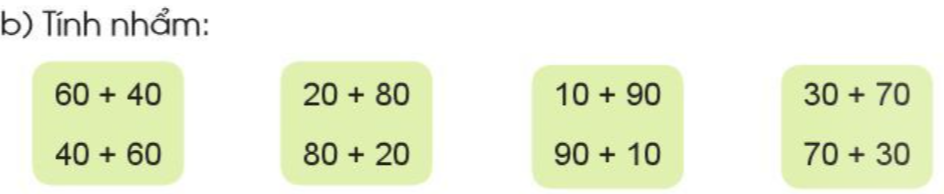 b) Tính nhẩm:
60 + 40 20 + 80 10 + 90 30 + 70
40 + 60 80 + 20 90 + 10 70 + 30